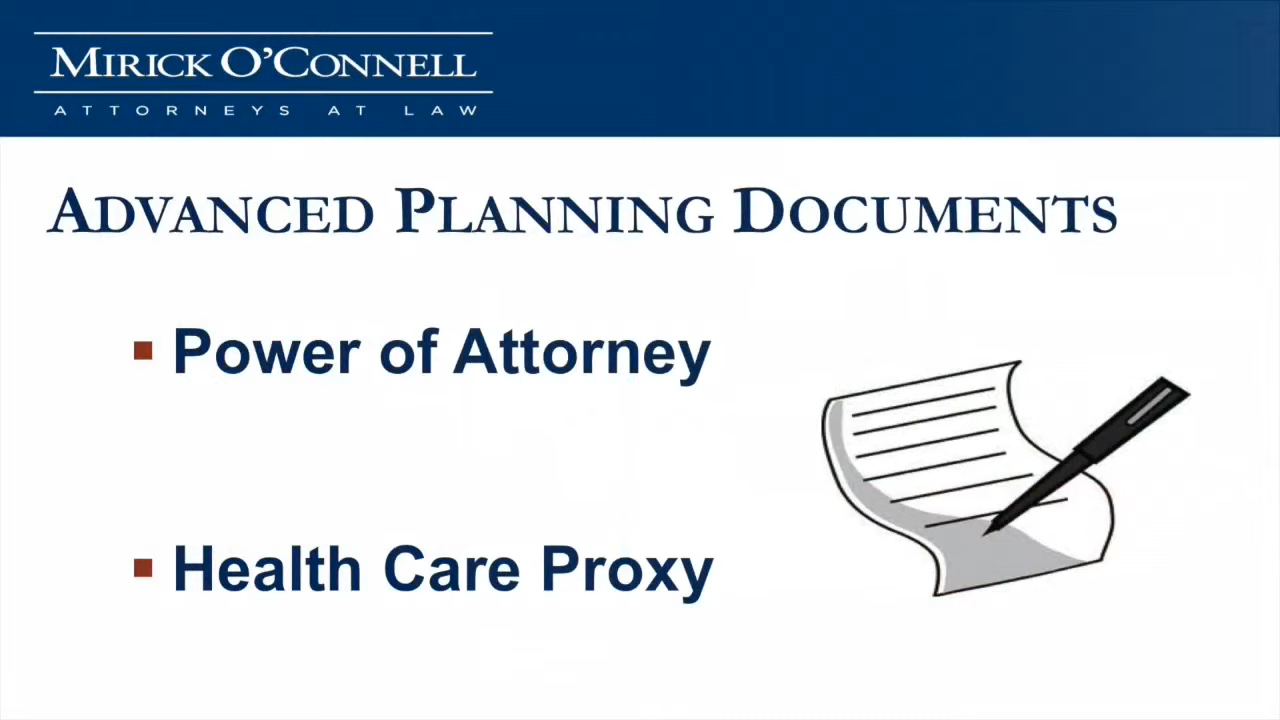 MIRICK O'CONNELL
ATTORNEYS AT LAW
ADVANCED PLANNING DOCUMENTS
Power of Attorney
Health Care Proxy